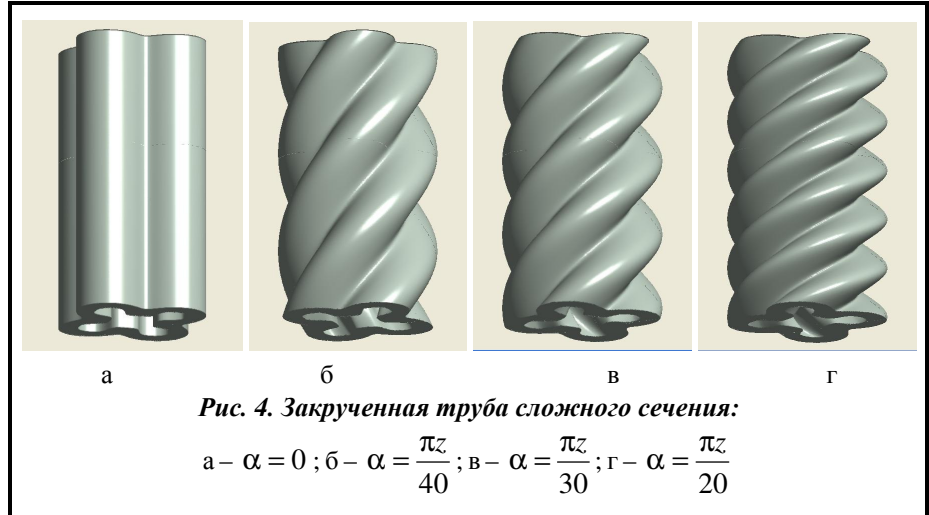 а б в г
Рис. 4. Закрученная труба сложного сечения:
а – α = 0 ; б – α = πz/40 ; в – α = πz/30 ; г – α = πz/20